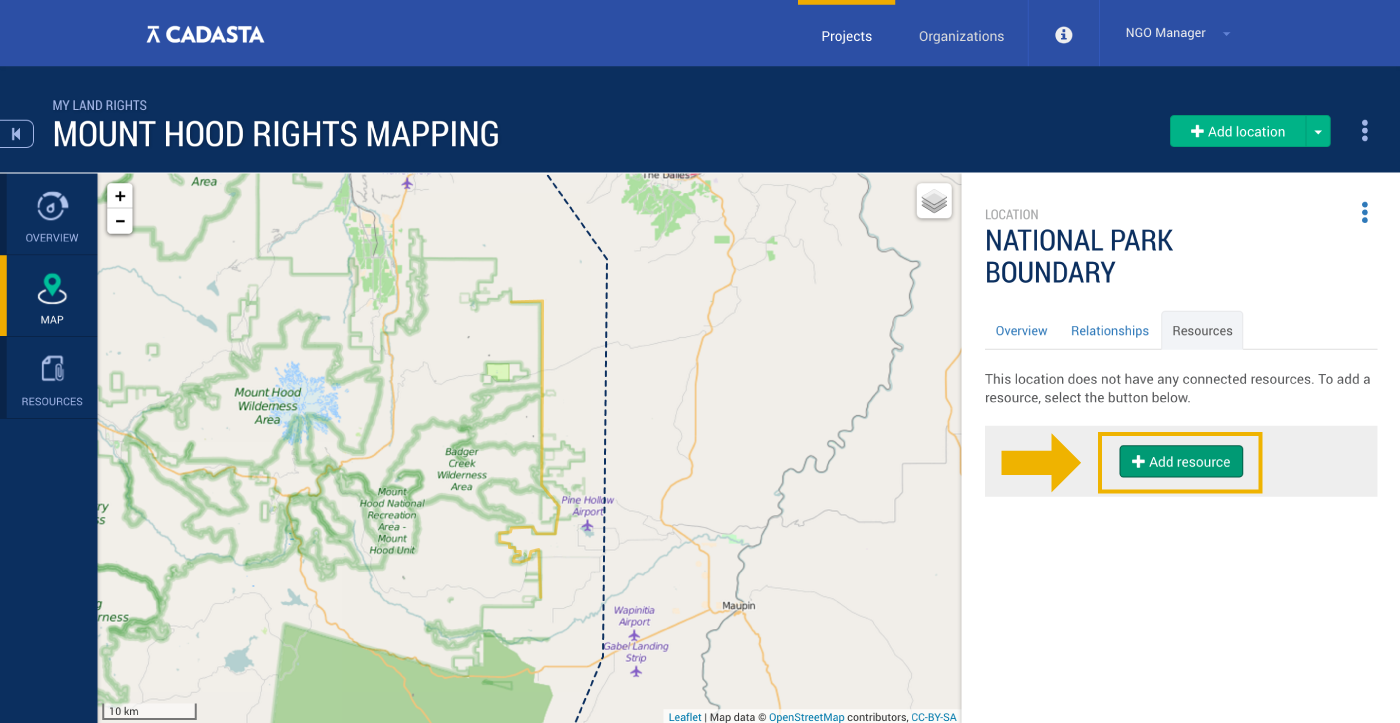 CADASTA
Projects
Organizations
NGO Manager
MY LAND RIGHTS
MOUNT HOOD RIGHTS MAPPING
Add location
OVERVIEW
MAP
RESOURCES
+
−
Area
The Dalles
Mount Hood
Wilderness
Area
Badger
Creek
Wilderness
Area
Mount
Hood National
Recreation
Area -
Mount
Hood Unit
Pine Hollow
Airport
Wapinitia
Airport
Gabel Landing
Strip
Maupin
10 km
Leaflet | Map data © OpenStreetMap contributors, CC-BY-SA
LOCATION
NATIONAL PARK
BOUNDARY
Overview
Relationships
Resources
This location does not have any connected resources. To add a
resource, select the button below.
Add resource